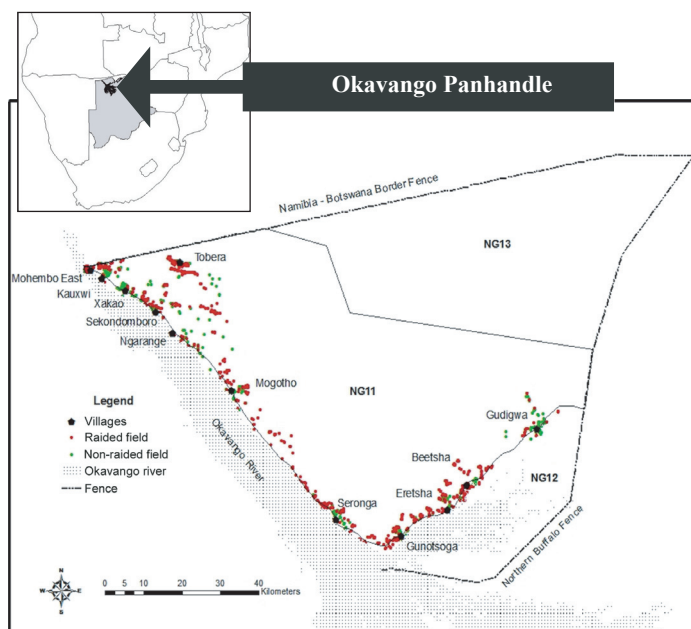 Okavango Panhandle
Namibia - Botswana Border Fence
NG13
Tobera
Mohembo East
Kauxwi
Xakao
Sekondomboro
Ngarange
Mogotho
NG11
Gudigwa
Legend
Villages
Raided field
Non-raided field
Okavango river
Fence
Okavango River
Beetsha
NG12
Eretsha
Seronga
Gunotsoga
Northern Buffalo Fence
N
W E
S
0 5 10 20 30 40
Kilometers